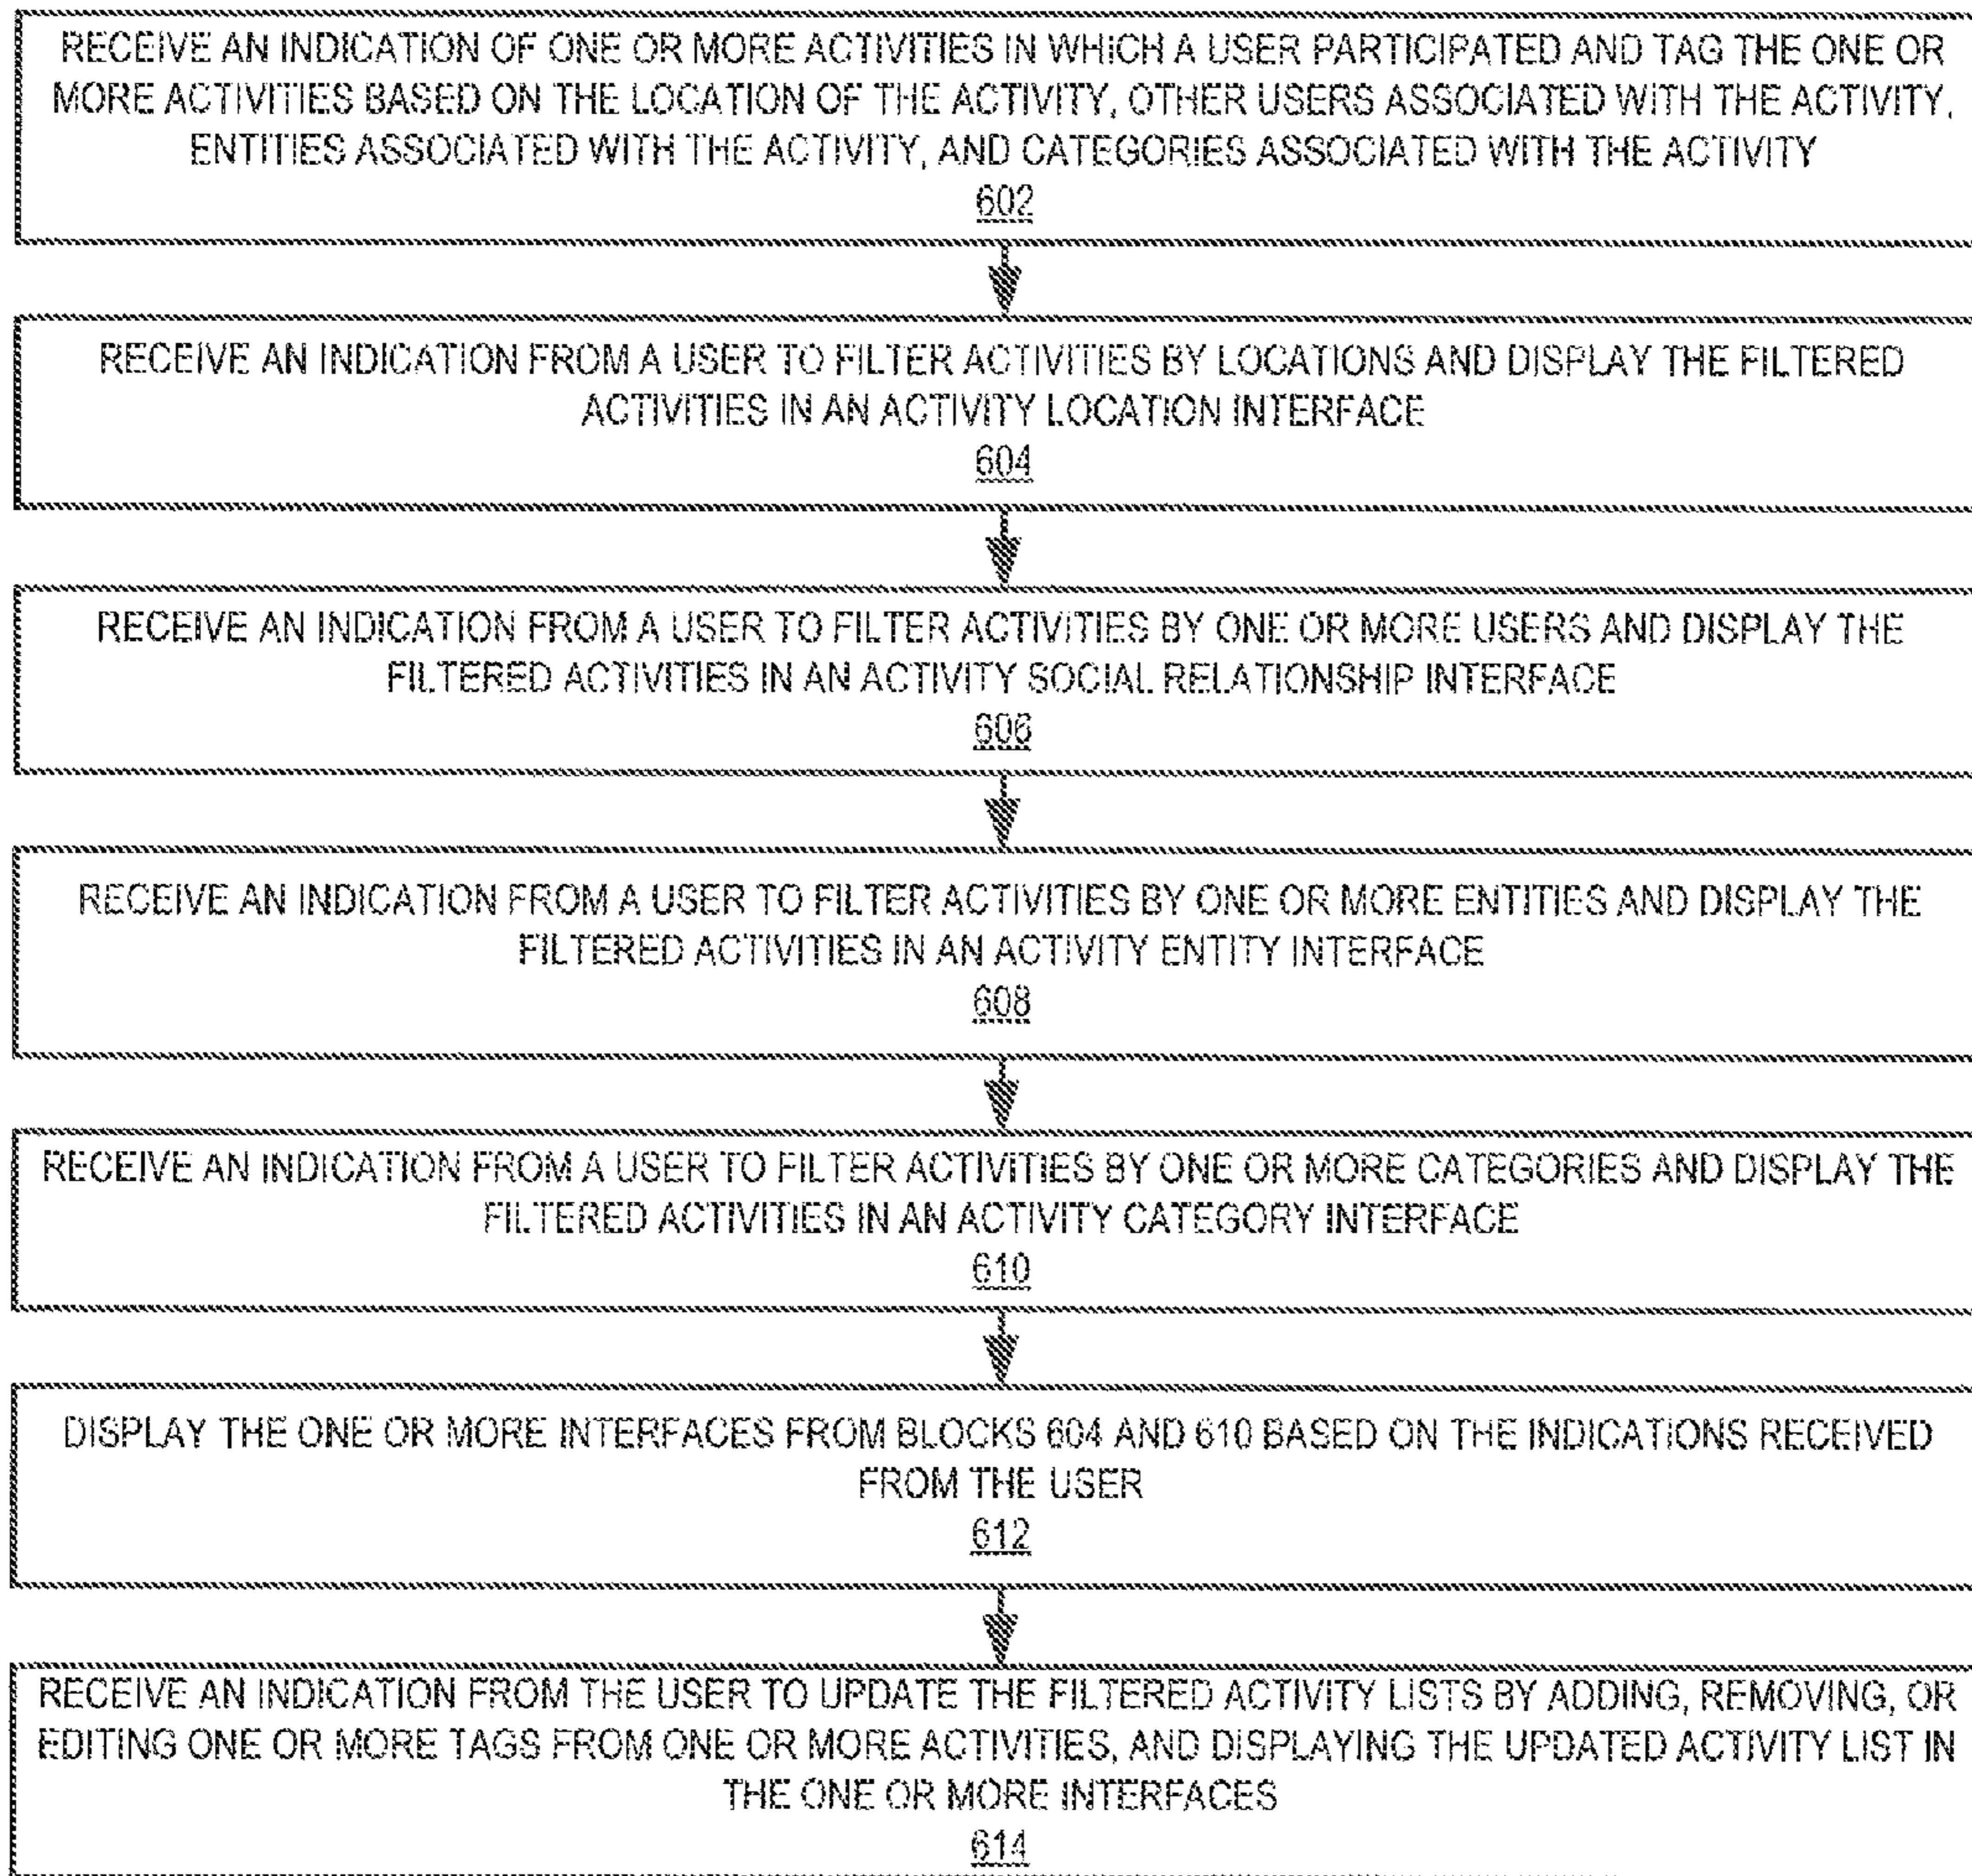 RECEIVE AN INDICATION OF ONE OR MORE ACTIVITIES IN WHICH A USER PARTICIPATED AND TAG THE ONE OR
MORE ACTIVITIES BASED ON THE LOCATION OF THE ACTIVITY, OTHER USERS ASSOCIATED WITH THE ACTIVITY,
ENTITIES ASSOCIATED WITH THE ACTIVITY, AND CATEGORIES ASSOCIATED WITH THE ACTIVITY
602
RECEIVE AN INDICATION FROM A USER TO FILTER ACTIVITIES BY LOCATIONS AND DISPLAY THE FILTERED
ACTIVITIES IN AN ACTIVITY LOCATION INTERFACE
604
RECEIVE AN INDICATION FROM A USER TO FILTER ACTIVITIES BY ONE OR MORE USERS AND DISPLAY THE
FILTERED ACTIVITIES IN AN ACTIVITY SOCIAL RELATIONSHIP INTERFACE
606
RECEIVE AN INDICATION FROM A USER TO FILTER ACTIVITIES BY ONE OR MORE ENTITIES AND DISPLAY THE
FILTERED ACTIVITIES IN AN ACTIVITY ENTITY INTERFACE
608
RECEIVE AN INDICATION FROM A USER TO FILTER ACTIVITIES BY ONE OR MORE CATEGORIES AND DISPLAY THE
FILTERED ACTIVITIES IN AN ACTIVITY CATEGORY INTERFACE
610
DISPLAY THE ONE OR MORE INTERFACES FROM BLOCKS 604 AND 610 BASED ON THE INDICATIONS RECEIVED
FROM THE USER
612
RECEIVE AN INDICATION FROM THE USER TO UPDATE THE FILTERED ACTIVITY LISTS BY ADDING, REMOVING, OR
EDITING ONE OR MORE TAGS FROM ONE OR MORE ACTIVITIES, AND DISPLAYING THE UPDATED ACTIVITY LIST IN
THE ONE OR MORE INTERFACES
614